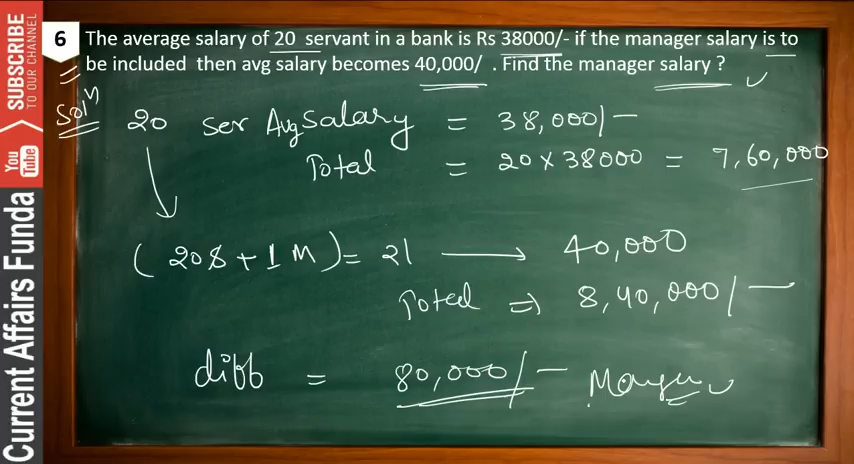 SUBSCRIBE
TO OUR CHANNEL
You Tube
Current Affairs Funda
6 The average salary of 20 servant in a bank is Rs 38000/- if the manager salary is to
be included then avg salary becomes 40,000/ . Find the manager salary ?
Solⁿ
20 ser Avg Salary = 38,000/-
Total = 20 × 38000 = 7,60,000
(20S + 1M) = 21 → 40,000
Total ⇒ 8,40,000/-
diff = 80,000/- Manger